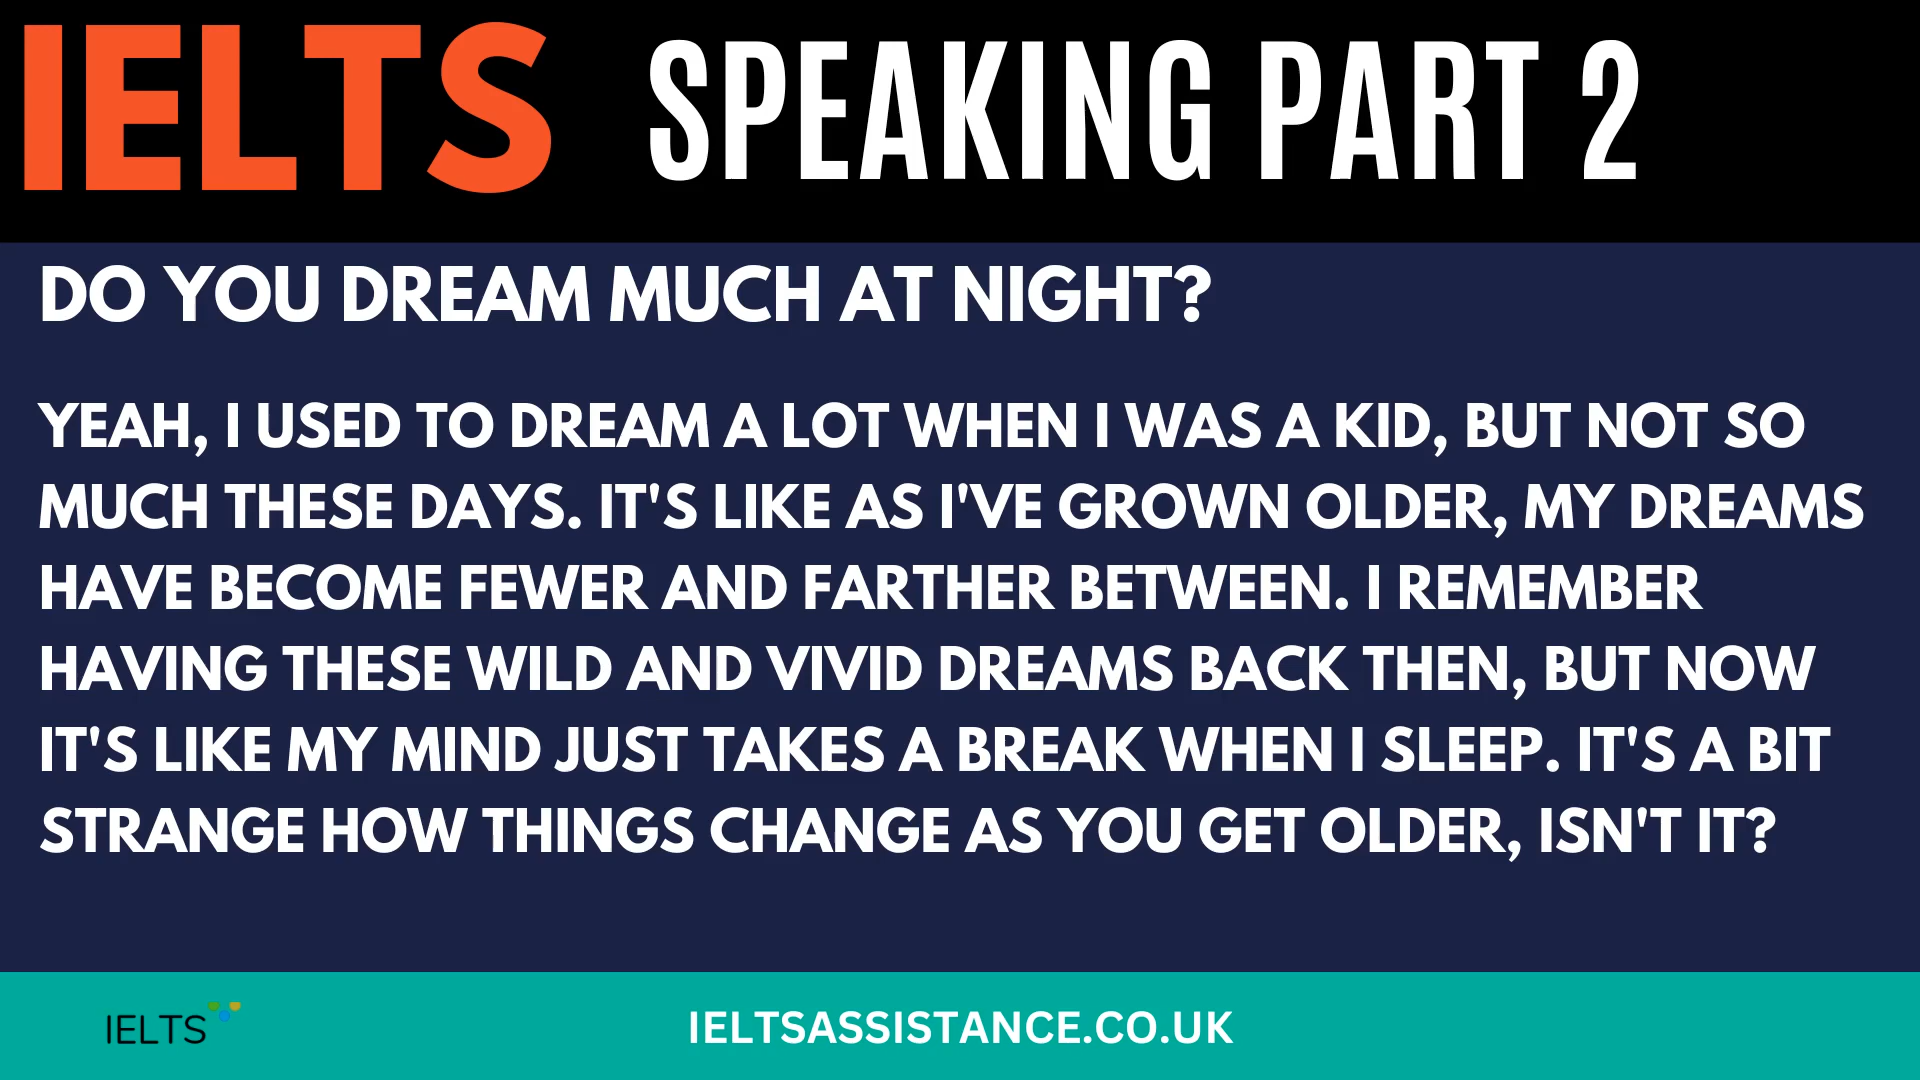 IELTS SPEAKING PART 2
DO YOU DREAM MUCH AT NIGHT?
YEAH, I USED TO DREAM A LOT WHEN I WAS A KID, BUT NOT SO
MUCH THESE DAYS. IT'S LIKE AS I'VE GROWN OLDER, MY DREAMS
HAVE BECOME FEWER AND FARTHER BETWEEN. I REMEMBER
HAVING THESE WILD AND VIVID DREAMS BACK THEN, BUT NOW
IT'S LIKE MY MIND JUST TAKES A BREAK WHEN I SLEEP. IT'S A BIT
STRANGE HOW THINGS CHANGE AS YOU GET OLDER, ISN'T IT?
IELTS
IELTSASSISTANCE.CO.UK